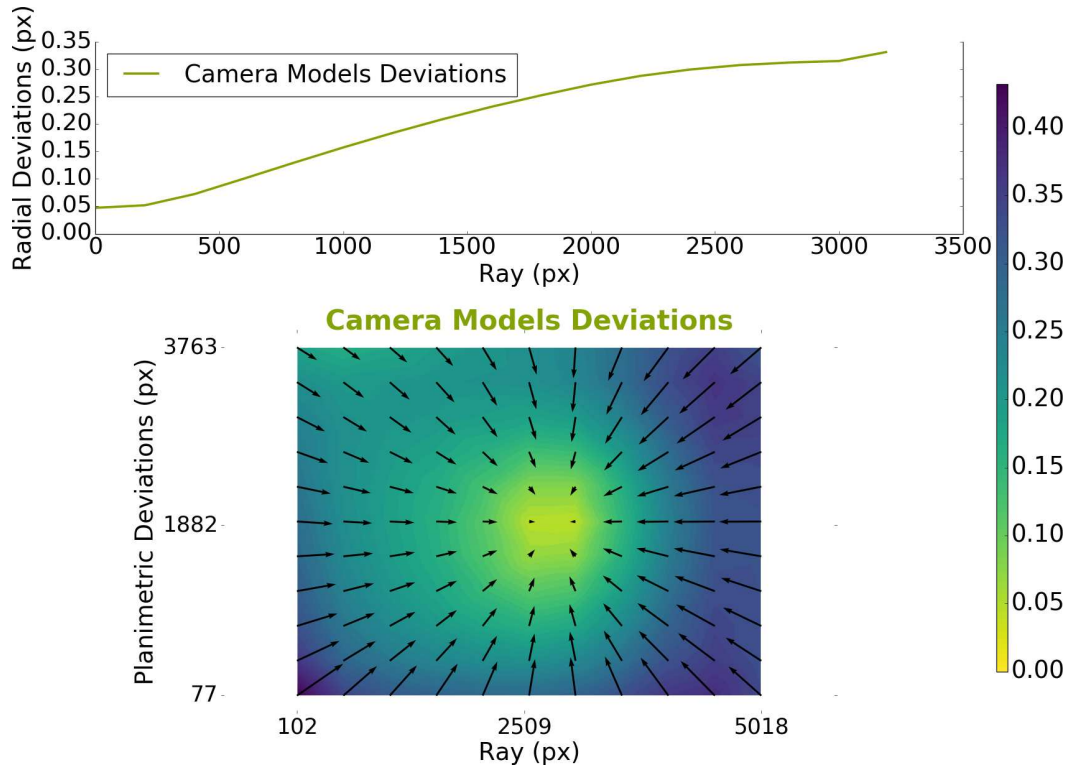 Radial Deviations (px)
0.35
0.30
0.25
0.20
0.15
0.10
0.05
0.00
Camera Models Deviations
0 500 1000 1500 2000 2500 3000 3500
Ray (px)
Camera Models Deviations
Planimetric Deviations (px)
3763
1882
77
102 2509 5018
Ray (px)
0.40
0.35
0.30
0.25
0.20
0.15
0.10
0.05
0.00